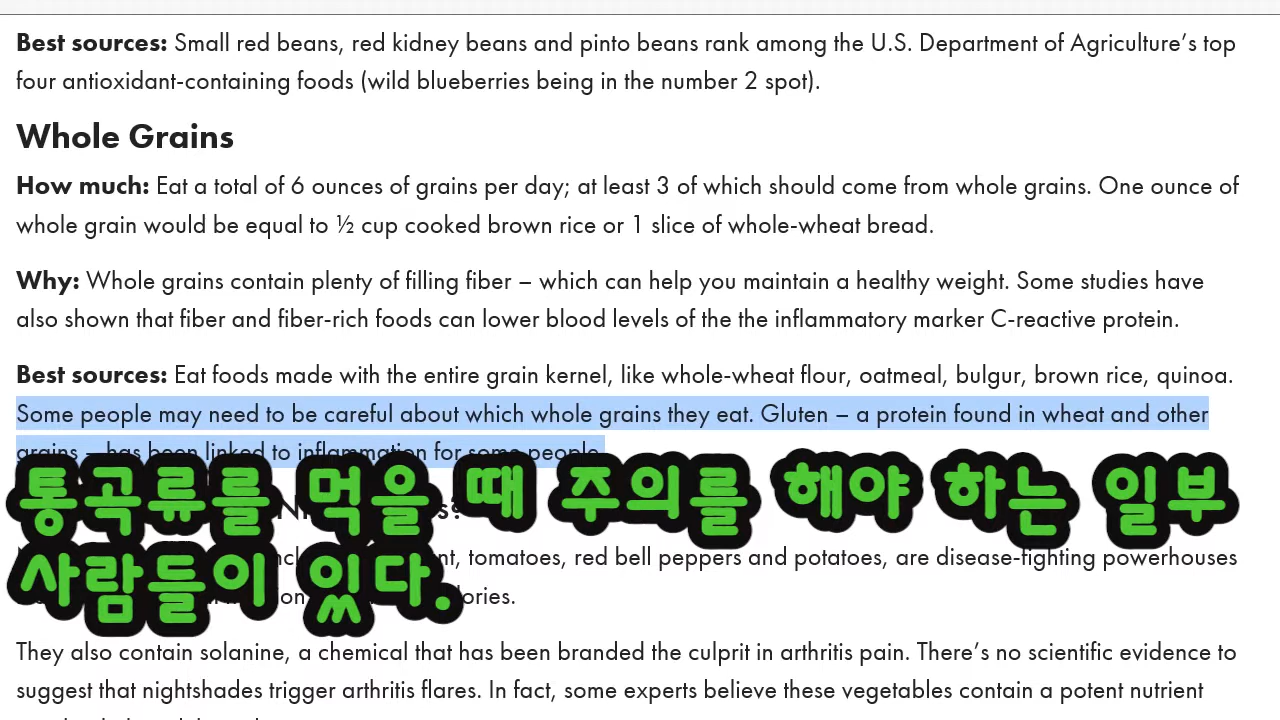 Best sources: Small red beans, red kidney beans and pinto beans rank among the U.S. Department of Agriculture’s top
four antioxidant-containing foods (wild blueberries being in the number 2 spot).
Whole Grains
How much: Eat a total of 6 ounces of grains per day; at least 3 of which should come from whole grains. One ounce of
whole grain would be equal to ½ cup cooked brown rice or 1 slice of whole-wheat bread.
Why: Whole grains contain plenty of filling fiber – which can help you maintain a healthy weight. Some studies have
also shown that fiber and fiber-rich foods can lower blood levels of the the inflammatory marker C-reactive protein.
Best sources: Eat foods made with the entire grain kernel, like whole-wheat flour, oatmeal, bulgur, brown rice, quinoa.
Some people may need to be careful about which whole grains they eat. Gluten – a protein found in wheat and other
grains – has been linked to inflammation for some people.
통곡류를 먹을 때 주의를 해야 하는 일부
사람들이 있다.
tomatoes, red bell peppers and potatoes, are disease-fighting powerhouses
They also contain solanine, a chemical that has been branded the culprit in arthritis pain. There’s no scientific evidence to
suggest that nightshades trigger arthritis flares. In fact, some experts believe these vegetables contain a potent nutrient